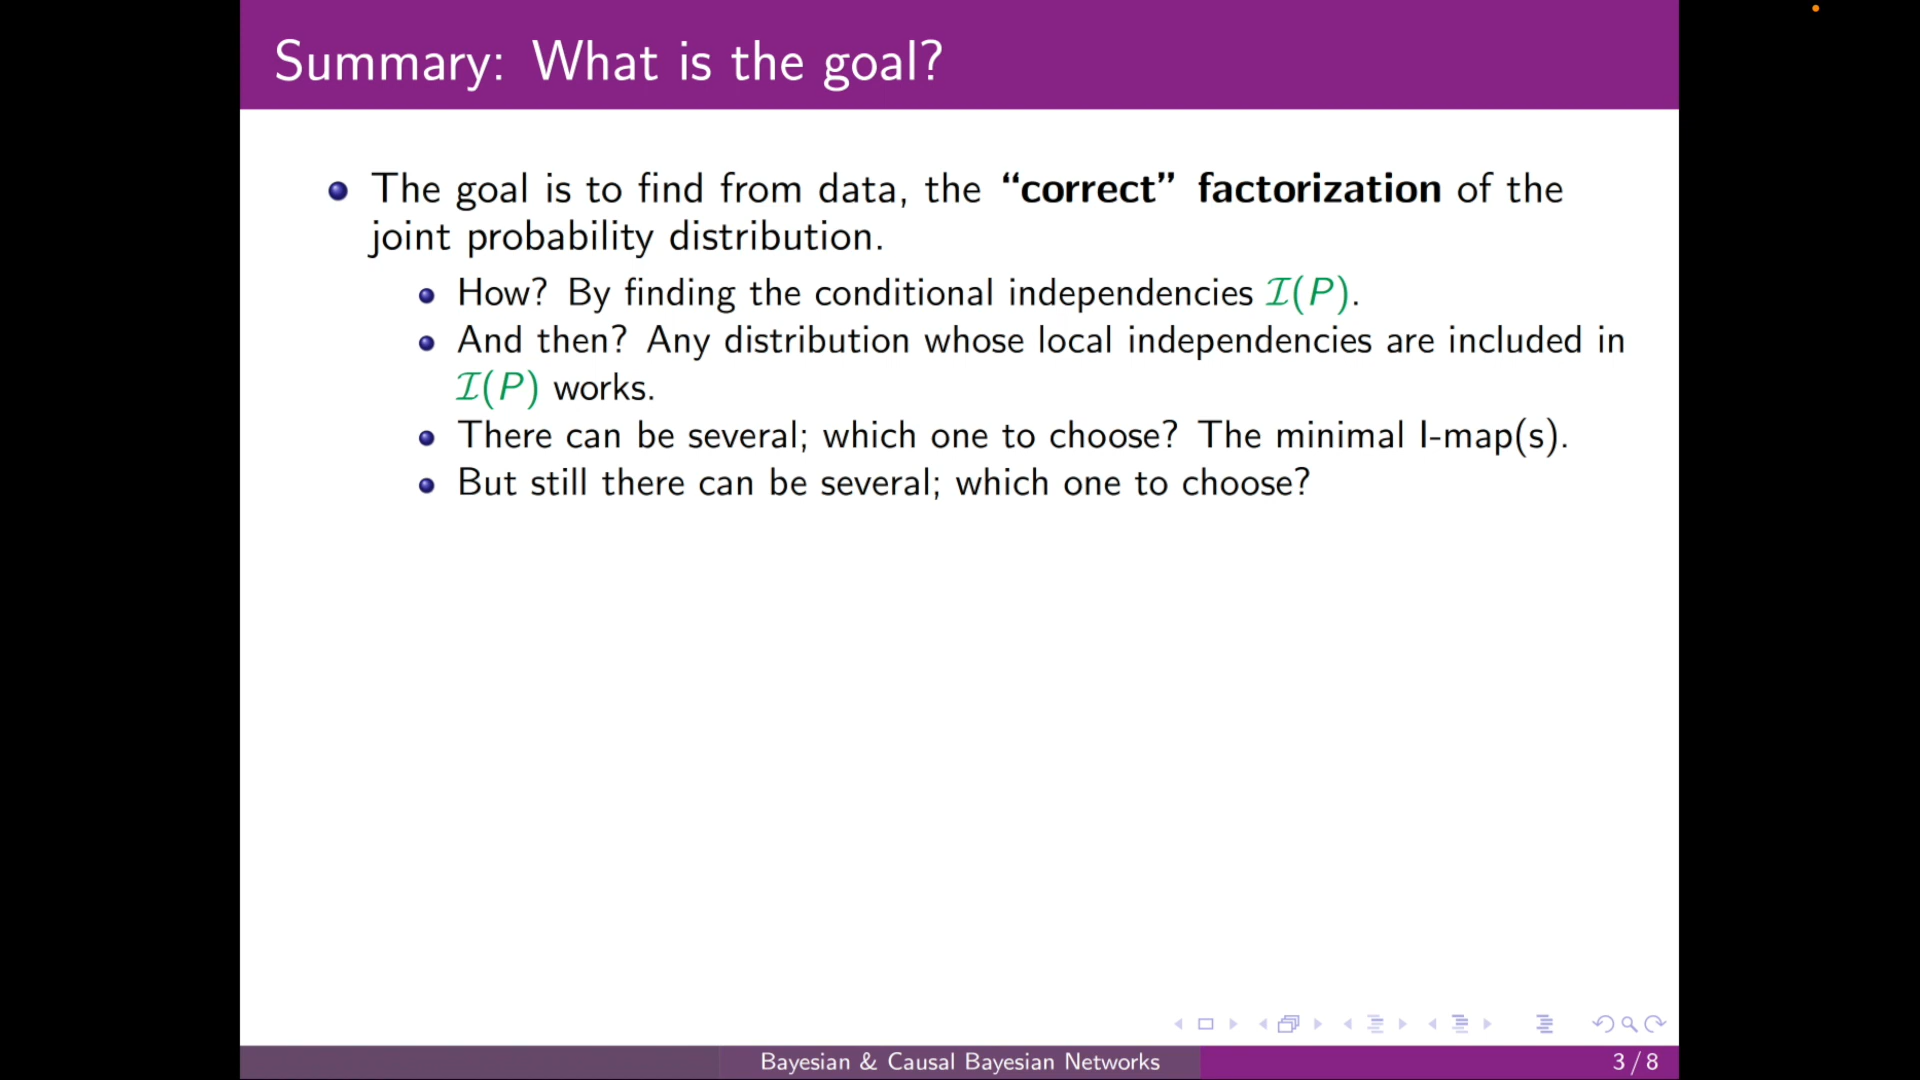 Summary: What is the goal?
The goal is to find from data, the “correct” factorization of the
joint probability distribution.
How? By finding the conditional independencies ℐ(P).
And then? Any distribution whose local independencies are included in
ℐ(P) works.
There can be several; which one to choose? The minimal I-map(s).
But still there can be several; which one to choose?
Bayesian & Causal Bayesian Networks
3 / 8